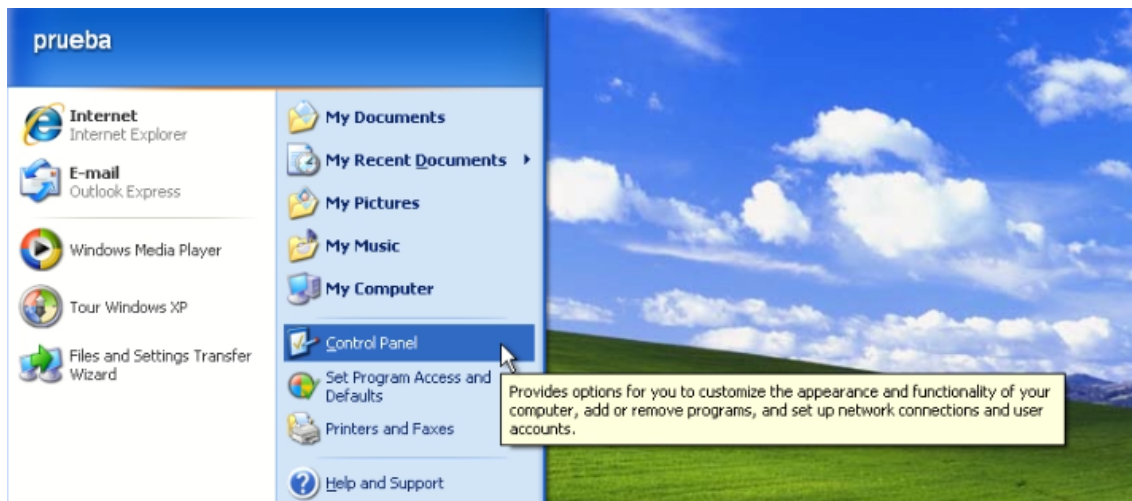 prueba
Internet
Internet Explorer
E-mail
Outlook Express
Windows Media Player
Tour Windows XP
Files and Settings Transfer
Wizard
My Documents
My Recent Documents
My Pictures
My Music
My Computer
Control Panel
Set Program Access and
Defaults
Printers and Faxes
Help and Support
Provides options for you to customize the appearance and functionality of your
computer, add or remove programs, and set up network connections and user
accounts.